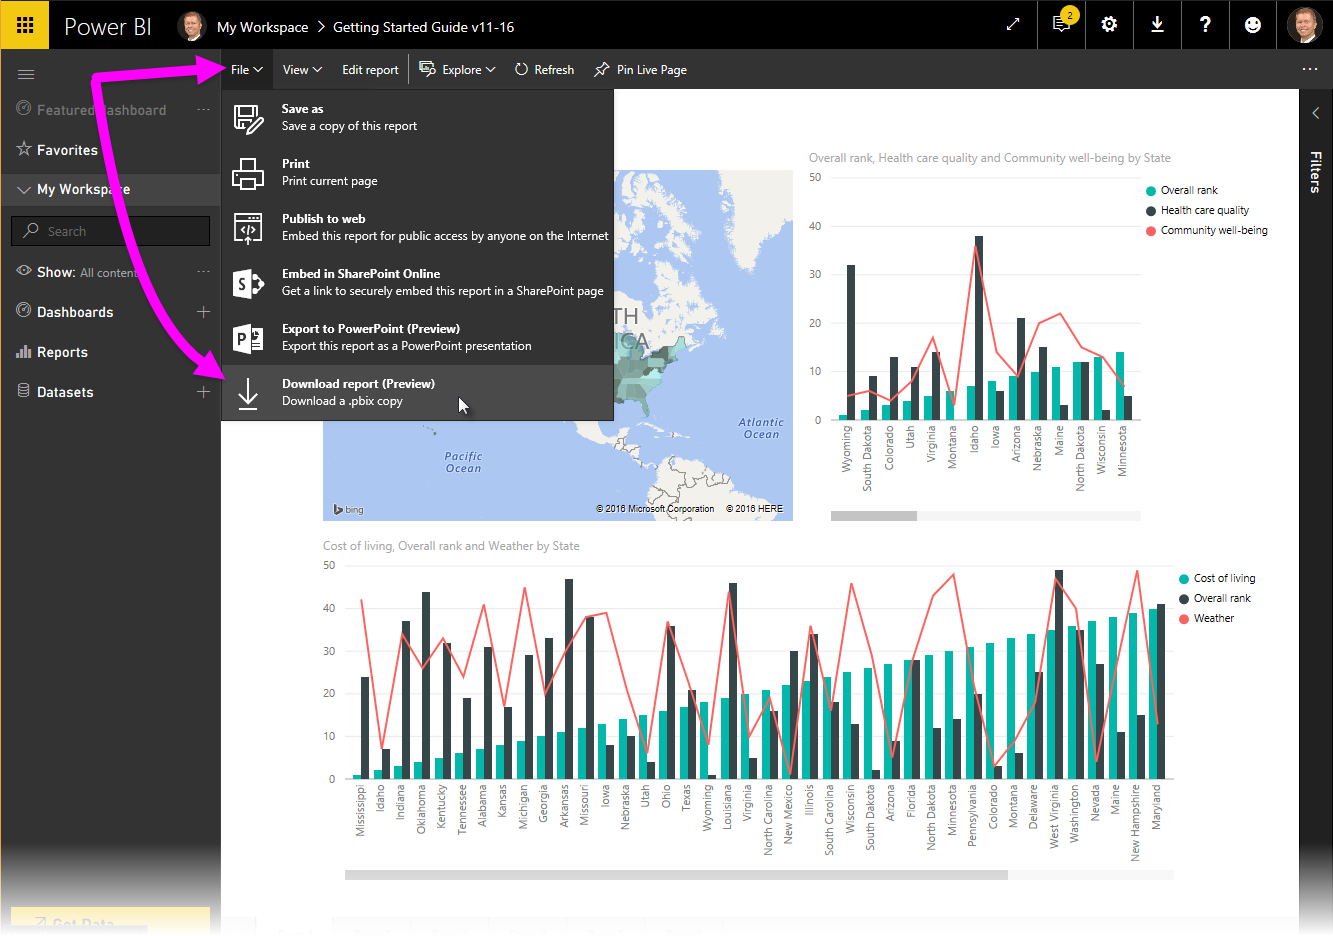 Power BI
My Workspace > Getting Started Guide v11-16
2
?
File
View
Edit report
Explore
Refresh
Pin Live Page
Featured Dashboard
Favorites
My Workspace
Search
Show: All content
Dashboards
Reports
Datasets
Get Data
Save as
Save a copy of this report
Print
Print current page
Publish to web
Embed this report for public access by anyone on the Internet
Embed in SharePoint Online
Get a link to securely embed this report in a SharePoint page
Export to PowerPoint (Preview)
Export this report as a PowerPoint presentation
Download report (Preview)
Download a .pbix copy
TH
ICA
Pacific
Ocean
Atlantic
Ocean
bing
© 2016 Microsoft Corporation © 2016 HERE
Overall rank, Health care quality and Community well-being by State
50
40
30
20
10
0
Overall rank
Health care quality
Community well-being
Wyoming
South Dakota
Colorado
Utah
Virginia
Montana
Idaho
Iowa
Arizona
Nebraska
Maine
North Dakota
Wisconsin
Minnesota
Filters
Cost of living, Overall rank and Weather by State
50
40
30
20
10
0
Cost of living
Overall rank
Weather
Mississippi
Idaho
Indiana
Oklahoma
Kentucky
Tennessee
Alabama
Kansas
Michigan
Georgia
Arkansas
Missouri
Iowa
Nebraska
Utah
Ohio
Texas
Wyoming
Louisiana
Virginia
North Carolina
New Mexico
Illinois
South Carolina
Wisconsin
South Dakota
Arizona
Florida
North Dakota
Minnesota
Pennsylvania
Colorado
Montana
Delaware
West Virginia
Washington
Nevada
Maine
New Hampshire
Maryland